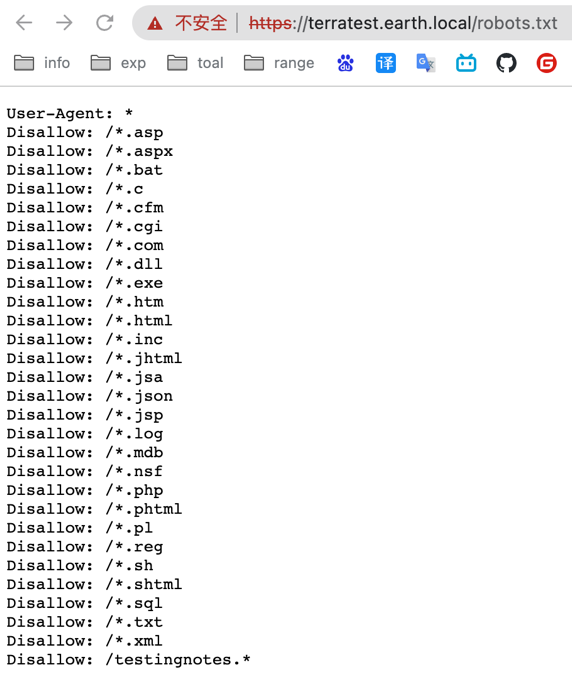 不安全 https://terratest.earth.local/robots.txt
info exp toal range 译
User-Agent: *
Disallow: /*.asp
Disallow: /*.aspx
Disallow: /*.bat
Disallow: /*.c
Disallow: /*.cfm
Disallow: /*.cgi
Disallow: /*.com
Disallow: /*.dll
Disallow: /*.exe
Disallow: /*.htm
Disallow: /*.html
Disallow: /*.inc
Disallow: /*.jhtml
Disallow: /*.jsa
Disallow: /*.json
Disallow: /*.jsp
Disallow: /*.log
Disallow: /*.mdb
Disallow: /*.nsf
Disallow: /*.php
Disallow: /*.phtml
Disallow: /*.pl
Disallow: /*.reg
Disallow: /*.sh
Disallow: /*.shtml
Disallow: /*.sql
Disallow: /*.txt
Disallow: /*.xml
Disallow: /testingnotes.*